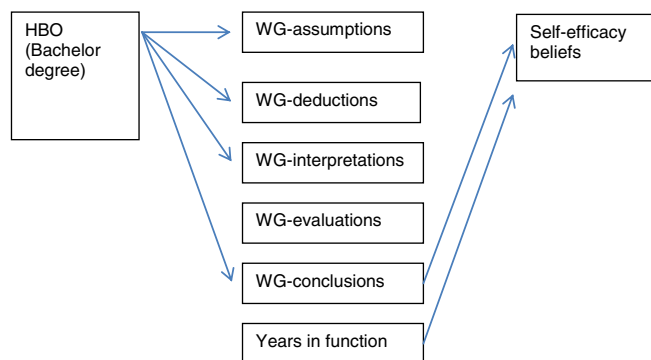 HBO
(Bachelor
degree)
WG-assumptions
WG-deductions
WG-interpretations
WG-evaluations
WG-conclusions
Years in function
Self-efficacy
beliefs